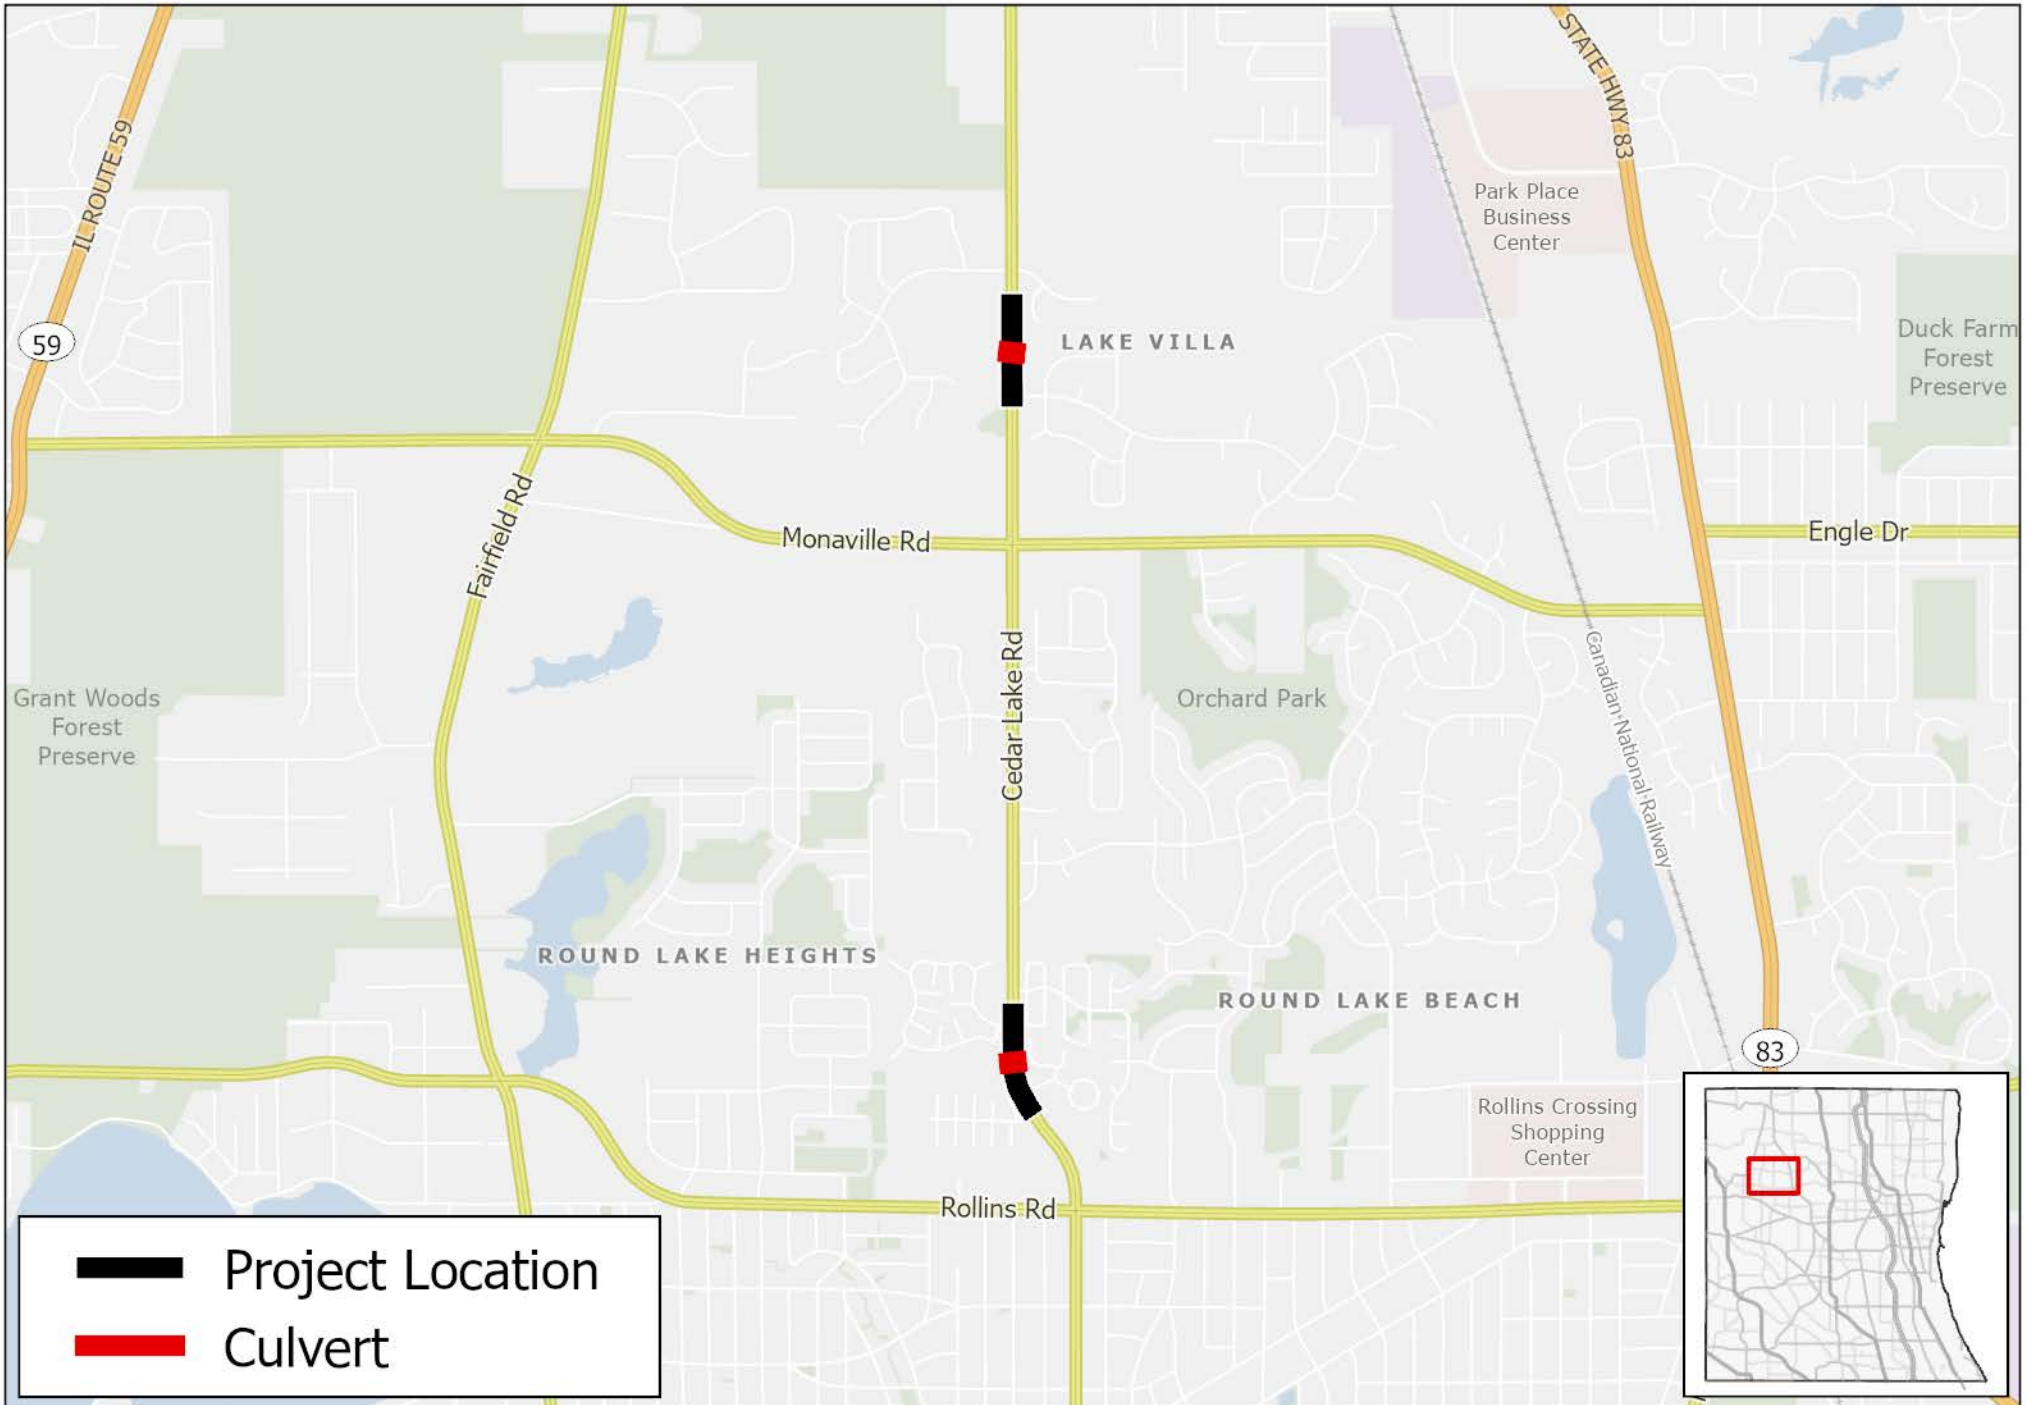 STATE HWY 83
IL ROUTE 59
Park Place
Business
Center
59
LAKE VILLA
Duck Farm
Forest
Preserve
Fairfield Rd
Monaville Rd
Engle Dr
Cedar Lake Rd
Grant Woods
Forest
Preserve
Orchard Park
Canadian National Railway
ROUND LAKE HEIGHTS
ROUND LAKE BEACH
83
Rollins Crossing
Shopping
Center
Rollins Rd
Project Location
Culvert